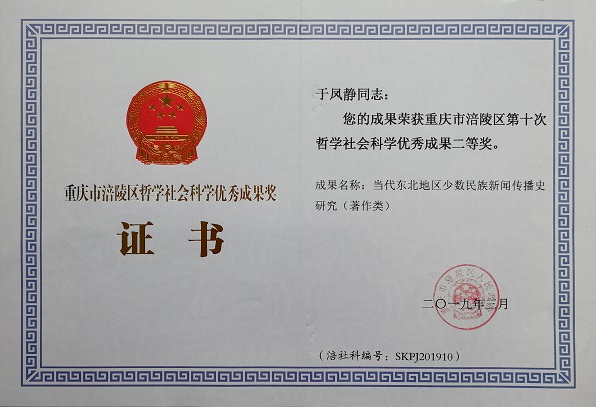 重庆市涪陵区哲学社会科学优秀成果奖
证书
于凤静同志：
您的成果荣获重庆市涪陵区第十次
哲学社会科学优秀成果二等奖。
成果名称：当代东北地区少数民族新闻传播史
研究（著作类）
二〇一九年 月
（涪社科编号：SKPJ201910）